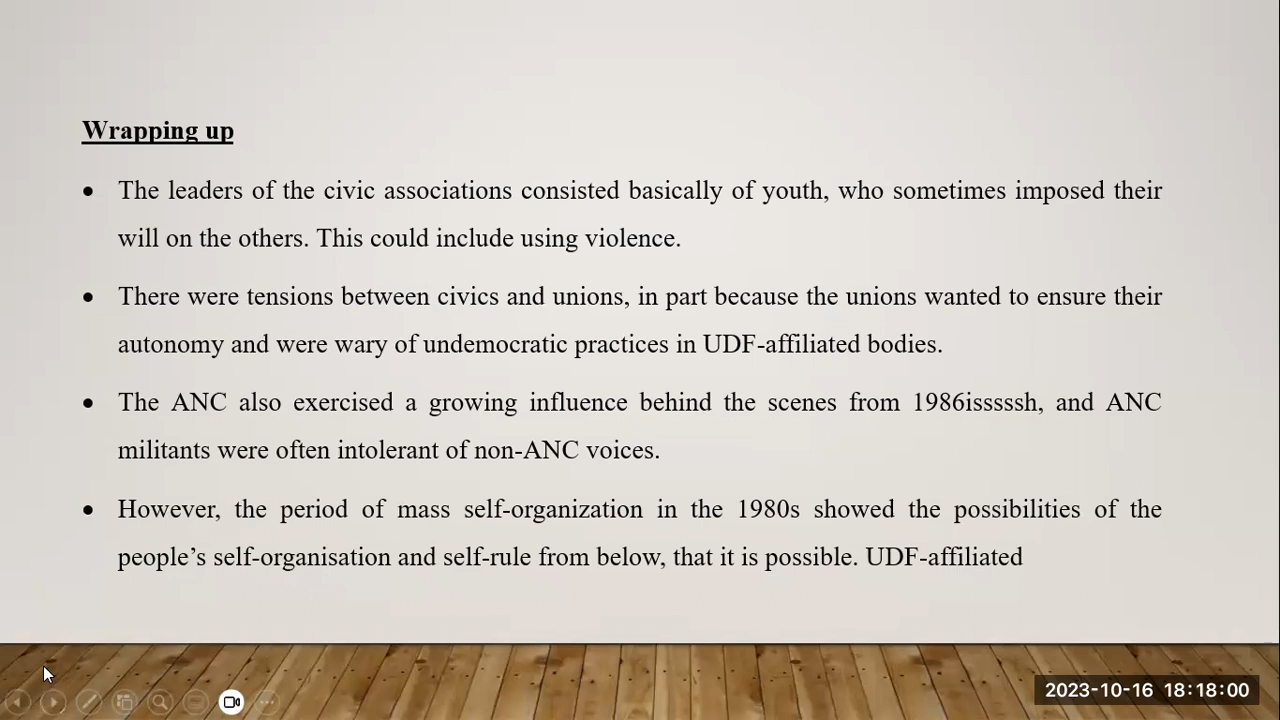 Wrapping up
• The leaders of the civic associations consisted basically of youth, who sometimes imposed their
will on the others. This could include using violence.
• There were tensions between civics and unions, in part because the unions wanted to ensure their
autonomy and were wary of undemocratic practices in UDF-affiliated bodies.
• The ANC also exercised a growing influence behind the scenes from 1986isssssh, and ANC
militants were often intolerant of non-ANC voices.
• However, the period of mass self-organization in the 1980s showed the possibilities of the
people’s self-organisation and self-rule from below, that it is possible. UDF-affiliated
2023-10-16 18:18:00